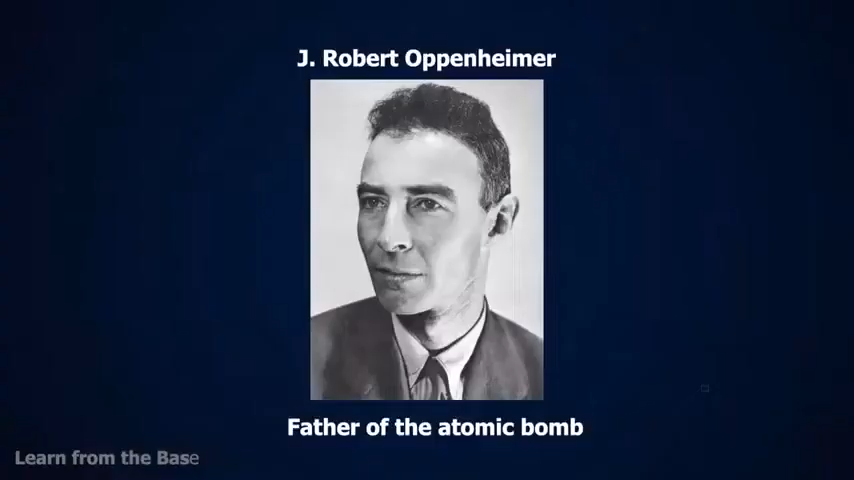 J. Robert Oppenheimer
Father of the atomic bomb
Learn from the Base